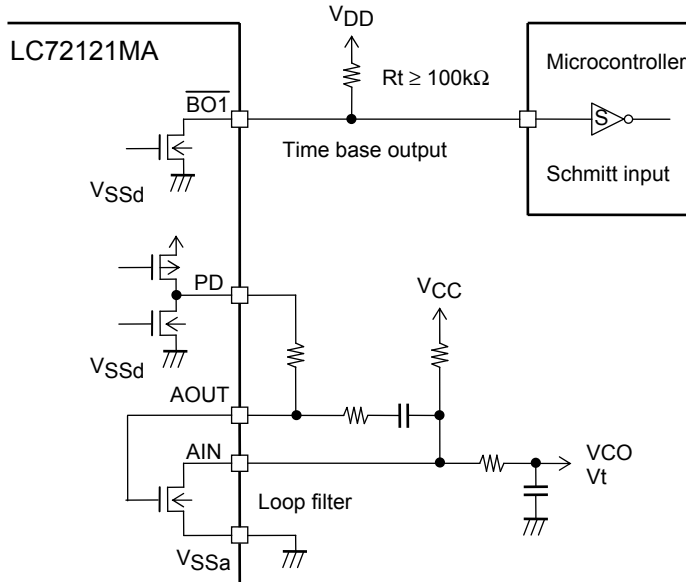 VDD
LC72121MA
Microcontroller
Rt ≥ 100kΩ
BO1
S
Time base output
Schmitt input
VSSd
PD
VCC
VSSd
AOUT
AIN
VCO
Vt
Loop filter
VSSa